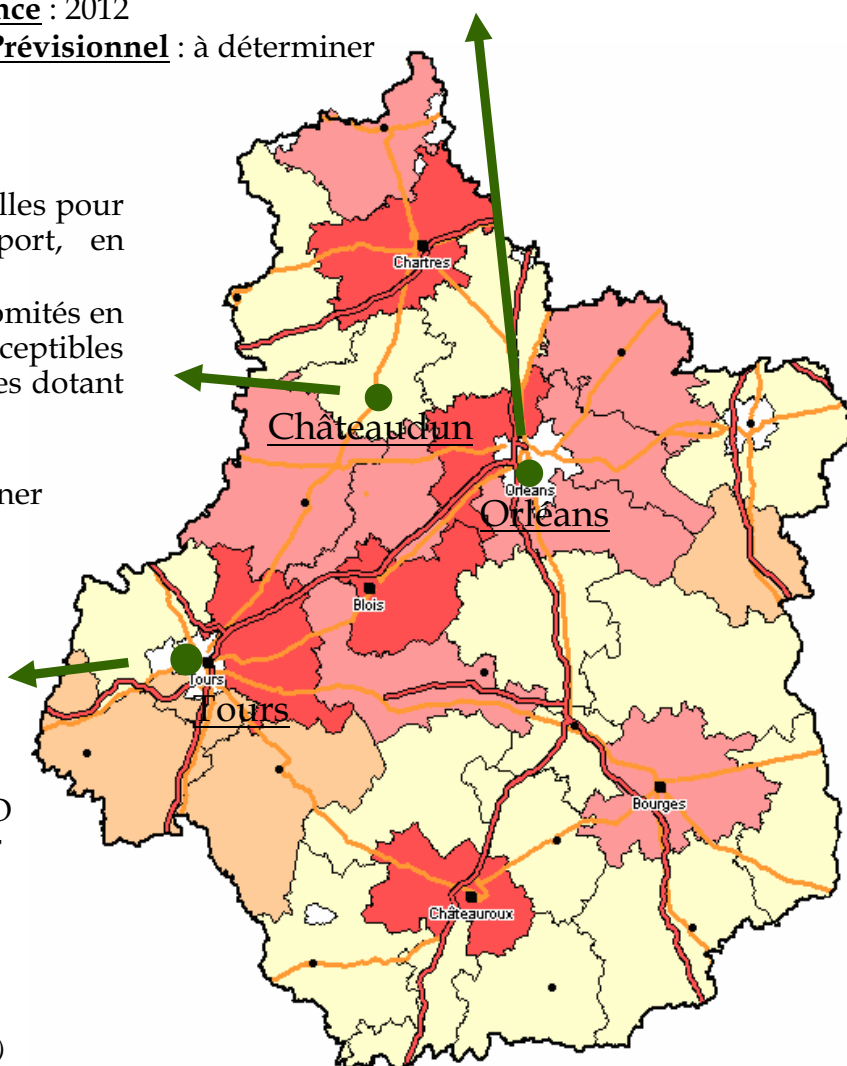 nce : 2012
Prévisionnel : à déterminer
lles pour
port, en
omités en
ceptibles
es dotant
ner
Chartres
Châteaudun
Orléans
Orléans
Blois
Tours
Tours
Bourges
Châteauroux
D
)